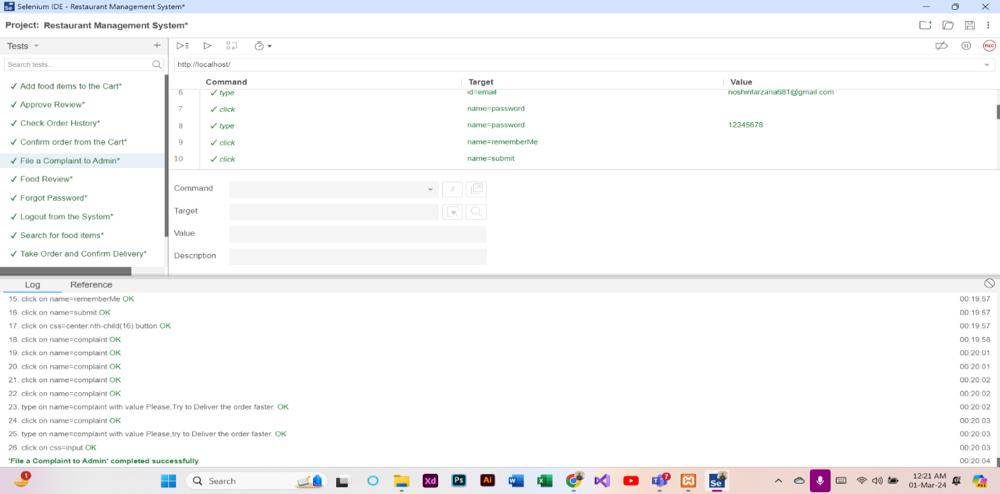 Se Selenium IDE - Restaurant Management System*
Project: Restaurant Management System*
Tests
Search tests...
✓ Add food items to the Cart*
✓ Approve Review*
✓ Check Order History*
✓ Confirm order from the Cart*
✓ File a Complaint to Admin*
✓ Food Review*
✓ Forgot Password*
✓ Logout from the System*
✓ Search for food items*
✓ Take Order and Confirm Delivery*
REC
http://localhost/
Command Target Value
6 ✓ type id=email noshinfarzana681@gmail.com
7 ✓ click name=password
8 ✓ type name=password 12345678
9 ✓ click name=rememberMe
10 ✓ click name=submit
Command //
Target
Value
Description
Log Reference
15. click on name=rememberMe OK 00:19:57
16. click on name=submit OK 00:19:57
17. click on css=center:nth-child(16) button OK 00:19:57
18. click on name=complaint OK 00:19:58
19. click on name=complaint OK 00:20:01
20. click on name=complaint OK 00:20:01
21. click on name=complaint OK 00:20:02
22. click on name=complaint OK 00:20:02
23. type on name=complaint with value Please,Try to Deliver the order faster. OK 00:20:02
24. click on name=complaint OK 00:20:03
25. type on name=complaint with value Please,try to Deliver the order faster. OK 00:20:03
26. click on css=input OK 00:20:03
'File a Complaint to Admin' completed successfully 00:20:04
1 Search Xd Ps Ai 7 Se 12:21 AM
01-Mar-24 PRE